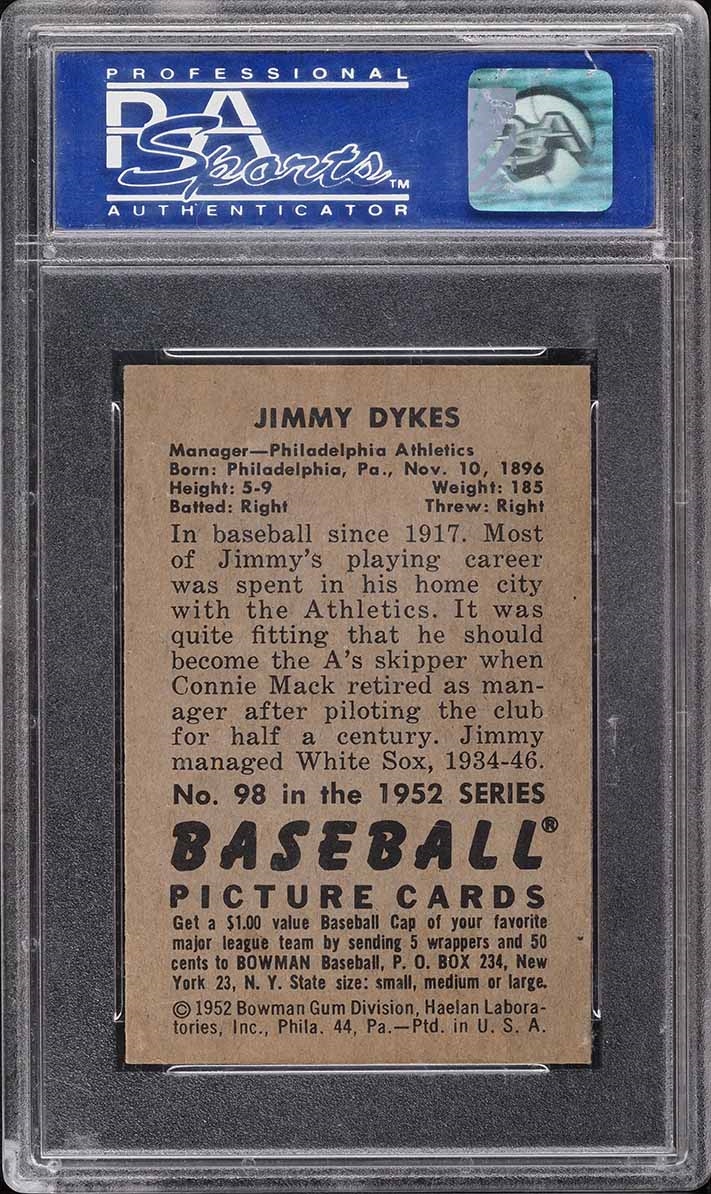 PROFESSIONAL
PSA
Sports™
AUTHENTICATOR
JIMMY DYKES
Manager—Philadelphia Athletics
Born: Philadelphia, Pa., Nov. 10, 1896
Height: 5-9 Weight: 185
Batted: Right Threw: Right
In baseball since 1917. Most
of Jimmy's playing career
was spent in his home city
with the Athletics. It was
quite fitting that he should
become the A's skipper when
Connie Mack retired as man-
ager after piloting the club
for half a century. Jimmy
managed White Sox, 1934-46.
No. 98 in the 1952 SERIES
BASEBALL®
PICTURE CARDS
Get a $1.00 value Baseball Cap of your favorite
major league team by sending 5 wrappers and 50
cents to BOWMAN Baseball, P. O. BOX 234, New
York 23, N. Y. State size: small, medium or large.
© 1952 Bowman Gum Division, Haelan Labora-
tories, Inc., Phila. 44, Pa.—Ptd. in U. S. A.